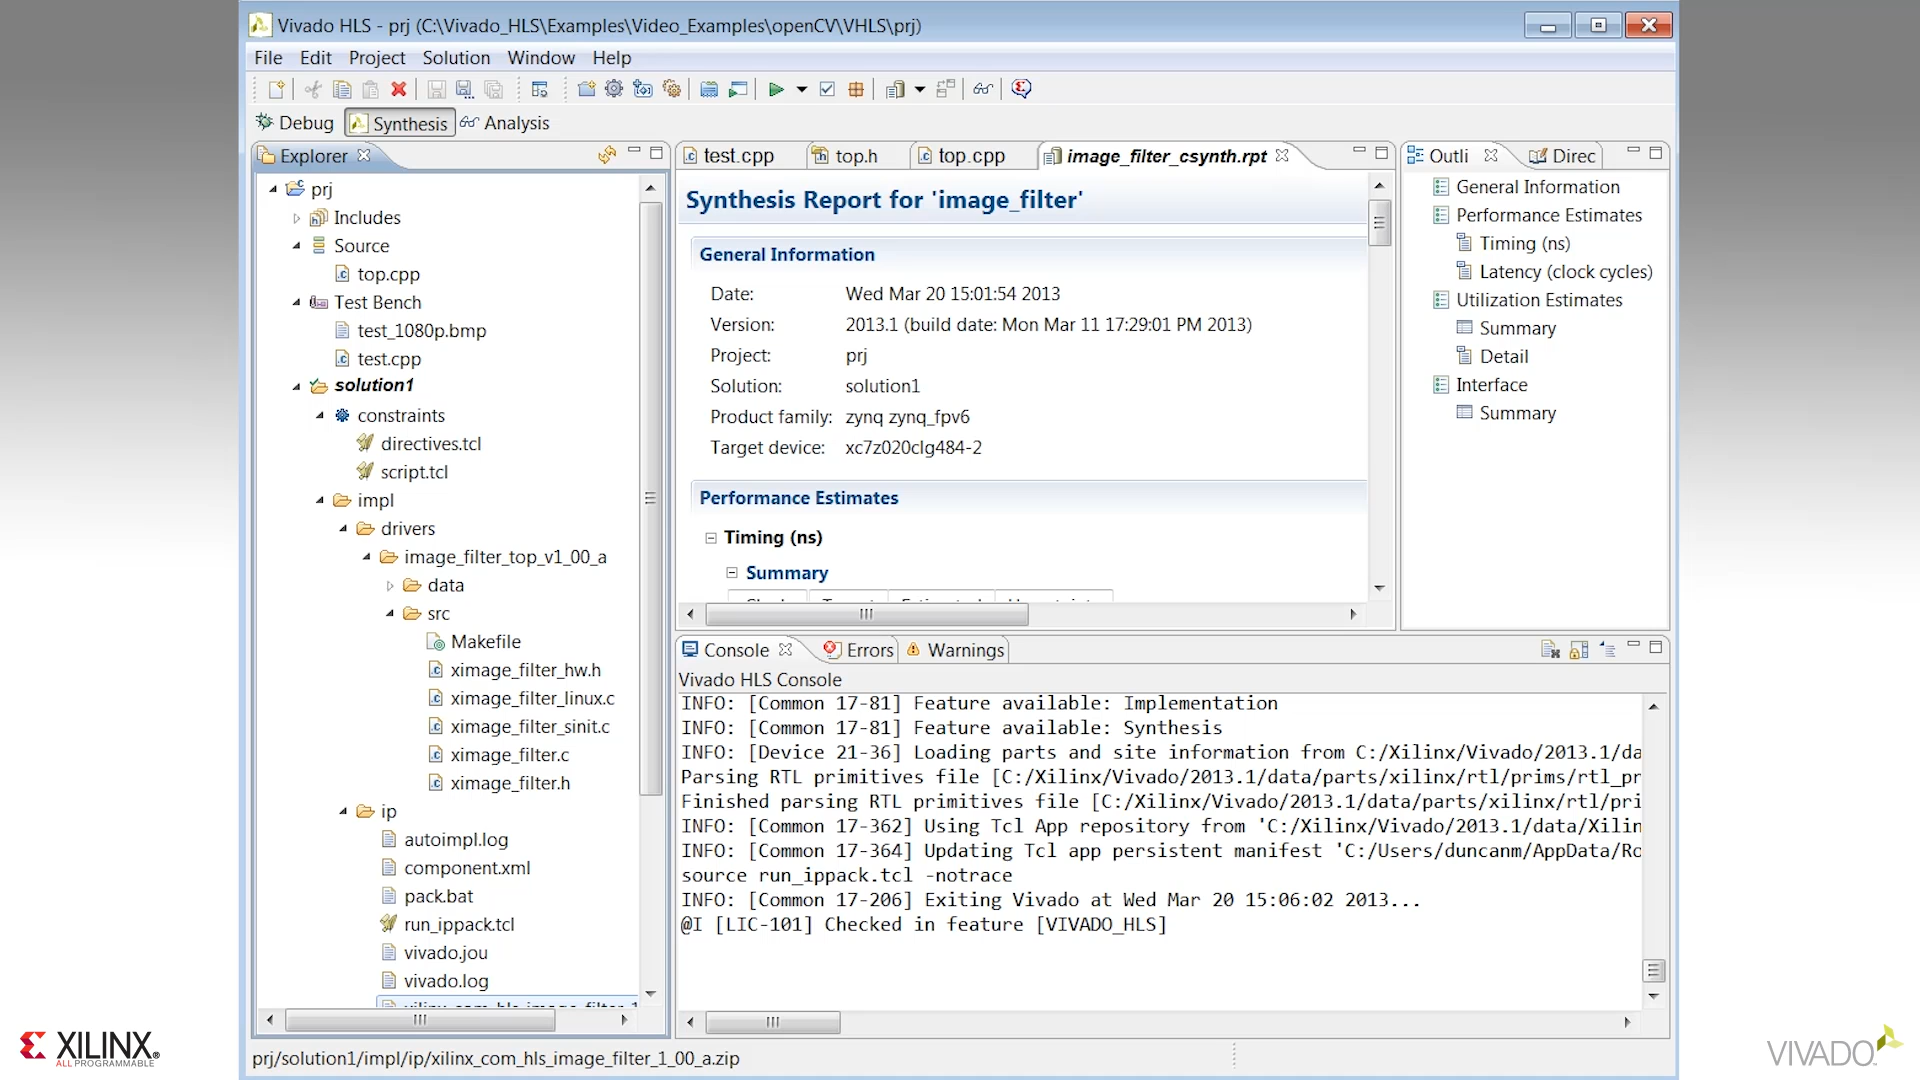 Vivado HLS - prj (C:\Vivado_HLS\Examples\Video_Examples\openCV\VHLS\prj)
File Edit Project Solution Window Help
Debug Synthesis Analysis
Explorer
prj
Includes
Source
top.cpp
Test Bench
test_1080p.bmp
test.cpp
solution1
constraints
directives.tcl
script.tcl
impl
drivers
image_filter_top_v1_00_a
data
src
Makefile
ximage_filter_hw.h
ximage_filter_linux.c
ximage_filter_sinit.c
ximage_filter.c
ximage_filter.h
ip
autoimpl.log
component.xml
pack.bat
run_ippack.tcl
vivado.jou
vivado.log
test.cpp top.h top.cpp image_filter_csynth.rpt
Synthesis Report for 'image_filter'
General Information
Date: Wed Mar 20 15:01:54 2013
Version: 2013.1 (build date: Mon Mar 11 17:29:01 PM 2013)
Project: prj
Solution: solution1
Product family: zynq zynq_fpv6
Target device: xc7z020clg484-2
Performance Estimates
Timing (ns)
Summary
Outli Direc
General Information
Performance Estimates
Timing (ns)
Latency (clock cycles)
Utilization Estimates
Summary
Detail
Interface
Summary
Console Errors Warnings
Vivado HLS Console
INFO: [Common 17-81] Feature available: Implementation
INFO: [Common 17-81] Feature available: Synthesis
INFO: [Device 21-36] Loading parts and site information from C:/Xilinx/Vivado/2013.1/da
Parsing RTL primitives file [C:/Xilinx/Vivado/2013.1/data/parts/xilinx/rtl/prims/rtl_pr
Finished parsing RTL primitives file [C:/Xilinx/Vivado/2013.1/data/parts/xilinx/rtl/pri
INFO: [Common 17-362] Using Tcl App repository from 'C:/Xilinx/Vivado/2013.1/data/Xilin
INFO: [Common 17-364] Updating Tcl app persistent manifest 'C:/Users/duncanm/AppData/Ro
source run_ippack.tcl -notrace
INFO: [Common 17-206] Exiting Vivado at Wed Mar 20 15:06:02 2013...
@I [LIC-101] Checked in feature [VIVADO_HLS]
prj/solution1/impl/ip/xilinx_com_hls_image_filter_1_00_a.zip
XILINX
ALL PROGRAMMABLE
VIVADO